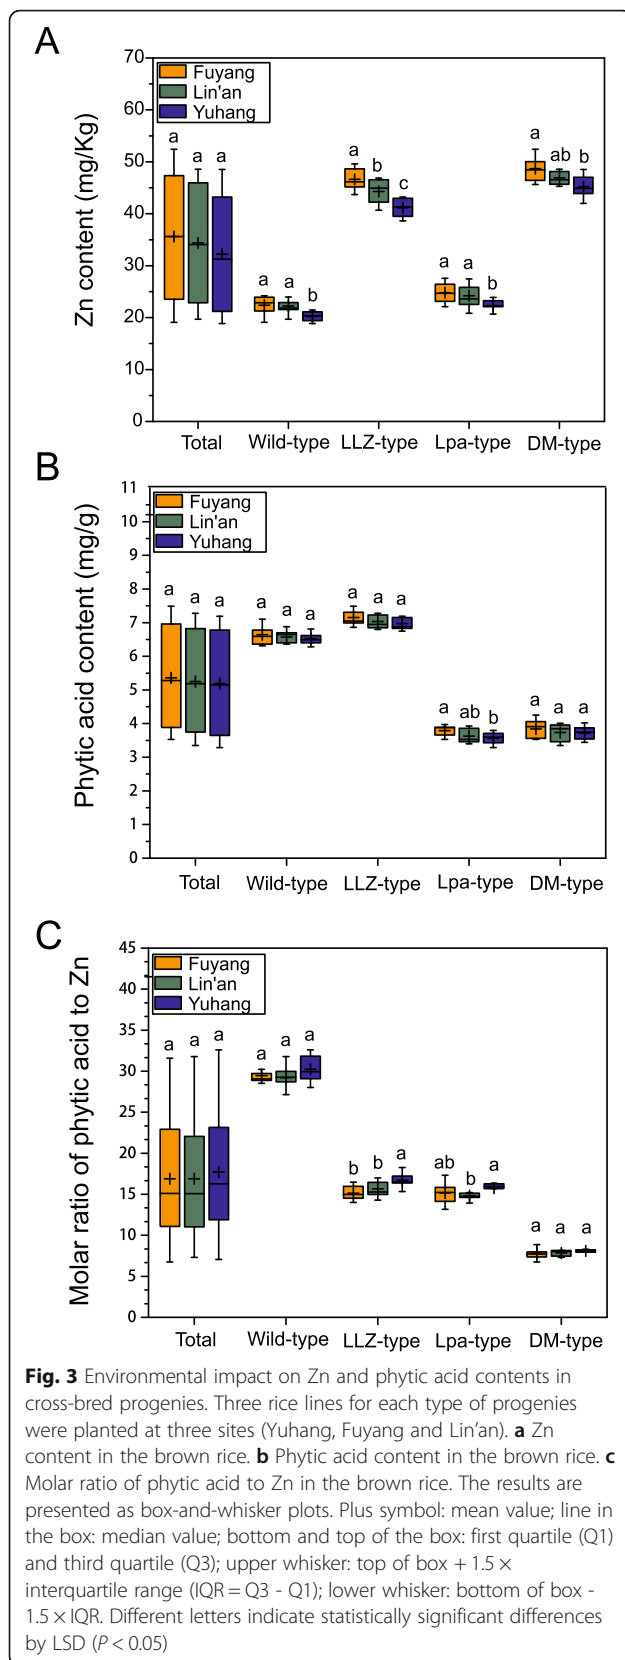 A
Zn content (mg/Kg)
70
60
50
40
30
20
10
0
Fuyang
Lin'an
Yuhang
a a a
a a b
a b c
a a b
a ab b
Total Wild-type LLZ-type Lpa-type DM-type
B
Phytic acid content (mg/g)
11
10
9
8
7
6
5
4
3
2
1
0
Fuyang
Lin'an
Yuhang
a a a
a a a
a a a
a ab b
a a a
Total Wild-type LLZ-type Lpa-type DM-type
C
Molar ratio of phytic acid to Zn
45
40
35
30
25
20
15
10
5
0
Fuyang
Lin'an
Yuhang
a a a
a a a
b b a
ab b a
a a a
Total Wild-type LLZ-type Lpa-type DM-type
Fig. 3 Environmental impact on Zn and phytic acid contents in
cross-bred progenies. Three rice lines for each type of progenies
were planted at three sites (Yuhang, Fuyang and Lin’an). a Zn
content in the brown rice. b Phytic acid content in the brown rice. c
Molar ratio of phytic acid to Zn in the brown rice. The results are
presented as box-and-whisker plots. Plus symbol: mean value; line in
the box: median value; bottom and top of the box: first quartile (Q1)
and third quartile (Q3); upper whisker: top of box + 1.5 ×
interquartile range (IQR = Q3 - Q1); lower whisker: bottom of box -
1.5 × IQR. Different letters indicate statistically significant differences
by LSD (P < 0.05)